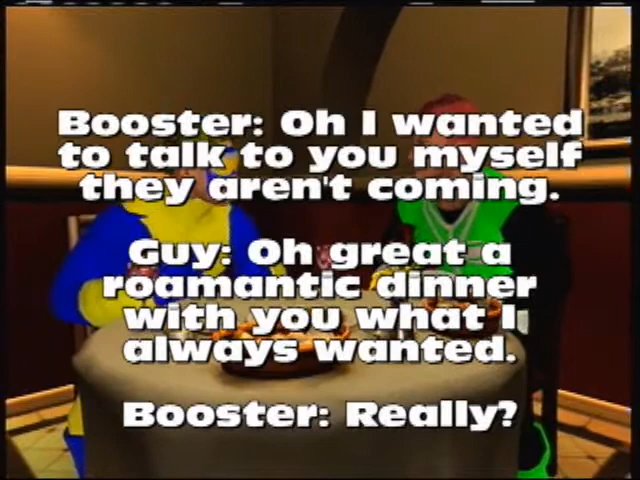 Booster: Oh I wanted
to talk to you myself
they aren't coming.
Guy: Oh great a
roamantic dinner
with you what I
always wanted.
Booster: Really?